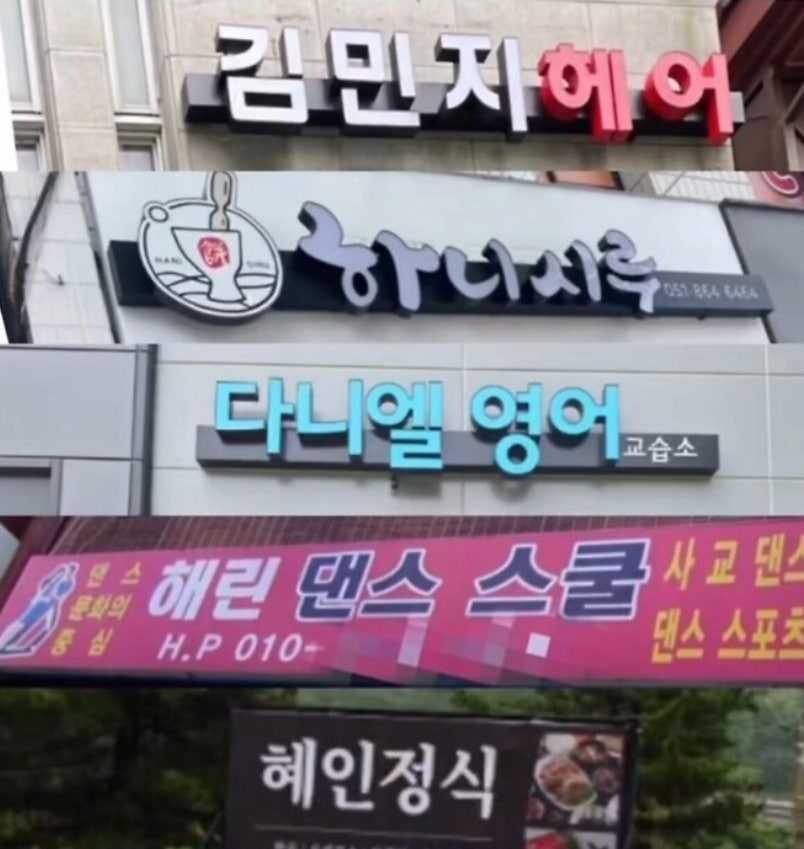 김민지헤어
HANI SIRU
하니시루
051-864 6464
다니엘 영어
교습소
댄스
문화의
중심
해린 댄스 스쿨
H.P 010-
사교 댄스
댄스 스포츠
혜인정식